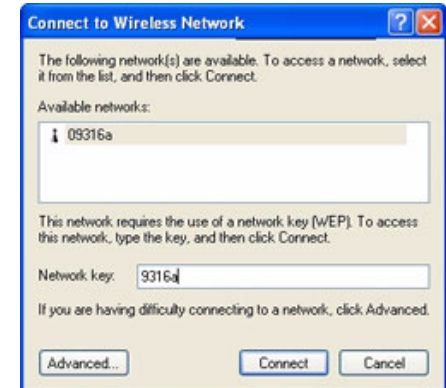 Connect to Wireless Network
The following network(s) are available. To access a network, select
it from the list, and then click Connect.
Available networks:
09316a
This network requires the use of a network key (WEP). To access
this network, type the key, and then click Connect.
Network key: 9316a
If you are having difficulty connecting to a network, click Advanced.
Advanced... Connect Cancel